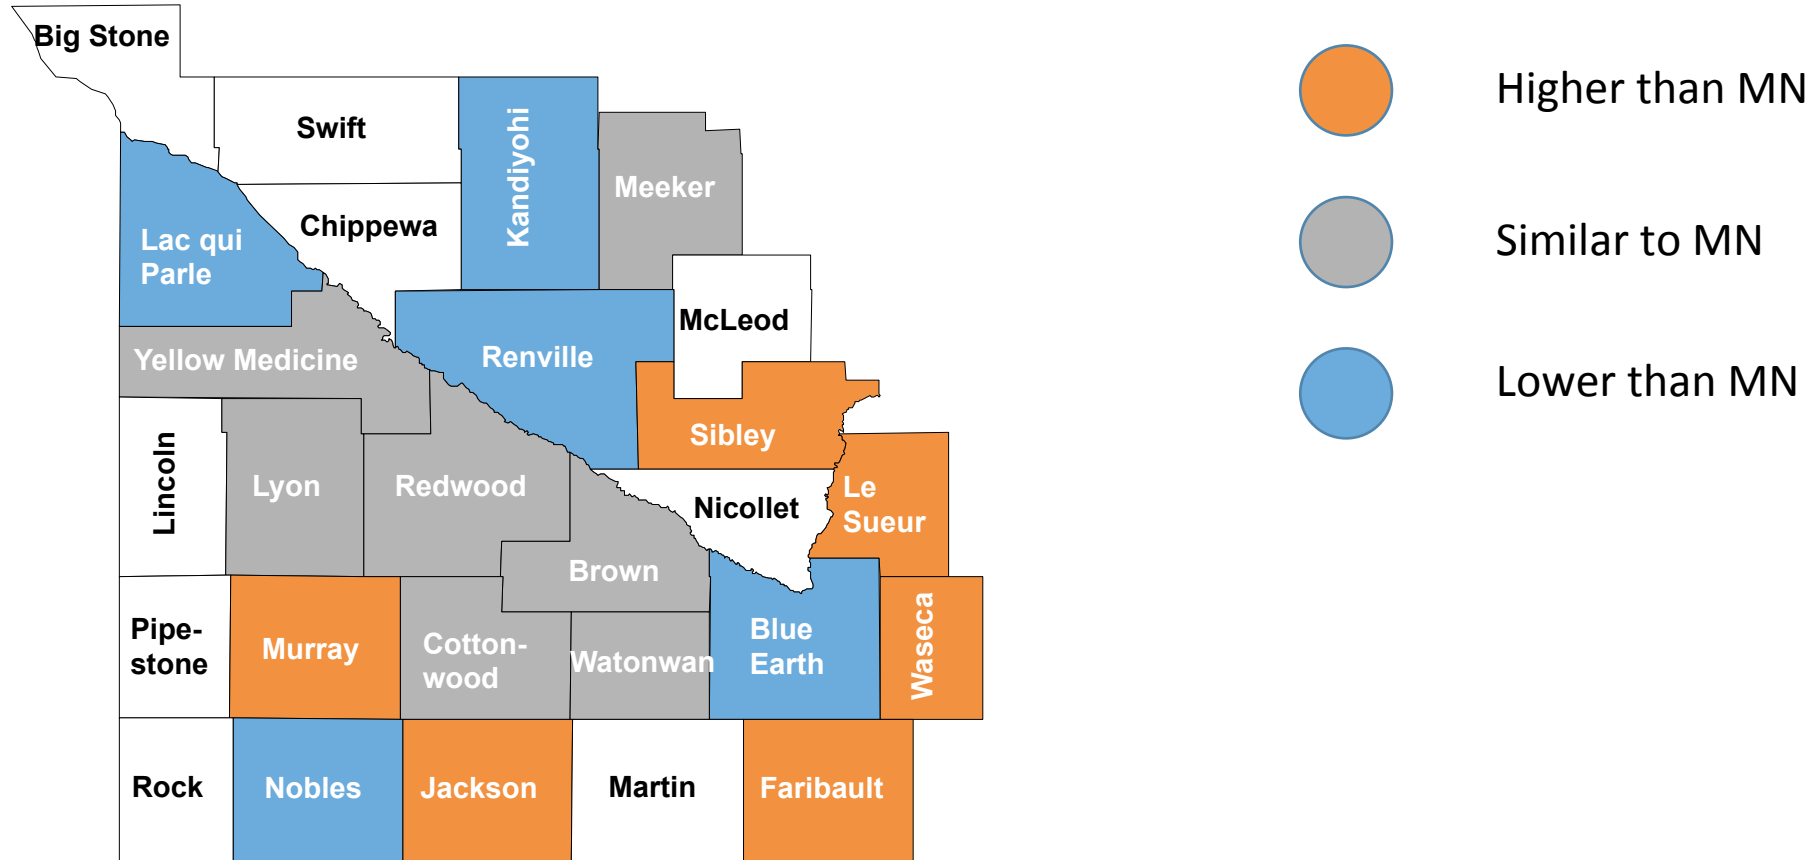 Big Stone
Swift
Kandiyohi
Meeker
Lac qui
Parle
Chippewa
McLeod
Yellow Medicine
Renville
Sibley
Lincoln
Lyon
Redwood
Nicollet
Le
Sueur
Brown
Pipe-
stone
Murray
Cotton-
wood
Watonwan
Blue
Earth
Waseca
Rock
Nobles
Jackson
Martin
Faribault
Higher than MN
Similar to MN
Lower than MN